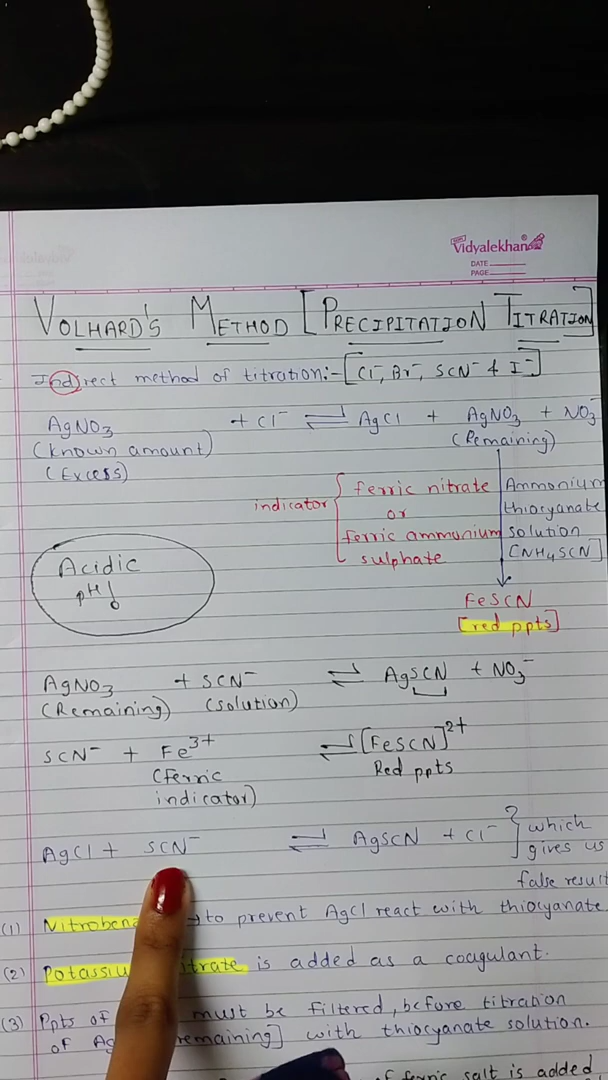 Vidyalekhan
DATE
PAGE
VOLHARD'S METHOD [PRECIPITATION TITRATION]
Indirect method of titration:- [Cl⁻, Br⁻, SCN⁻ & I⁻]
AgNO3 + Cl⁻ ⇌ AgCl + AgNO3 + NO3⁻
(Known amount) (Remaining)
(Excess)
indicator { ferric nitrate
or
ferric ammonium
sulphate
Ammonium
thiocyanate
solution
[NH4SCN]
Acidic
pH
FeSCN
[red ppts]
AgNO3 + SCN⁻ ⇌ AgSCN + NO3⁻
(Remaining) (solution)
SCN⁻ + Fe³⁺ ⇌ [FeSCN]²⁺
(ferric Red ppts
indicator)
AgCl + SCN⁻ ⇌ AgSCN + Cl⁻ } which
gives us
false result
(1) → to prevent AgCl react with thiocyanate
(2) is added as a coagulant.
(3) Ppts of must be filtered, before titration
of remaining] with thiocyanate solution.
of ferric salt is added